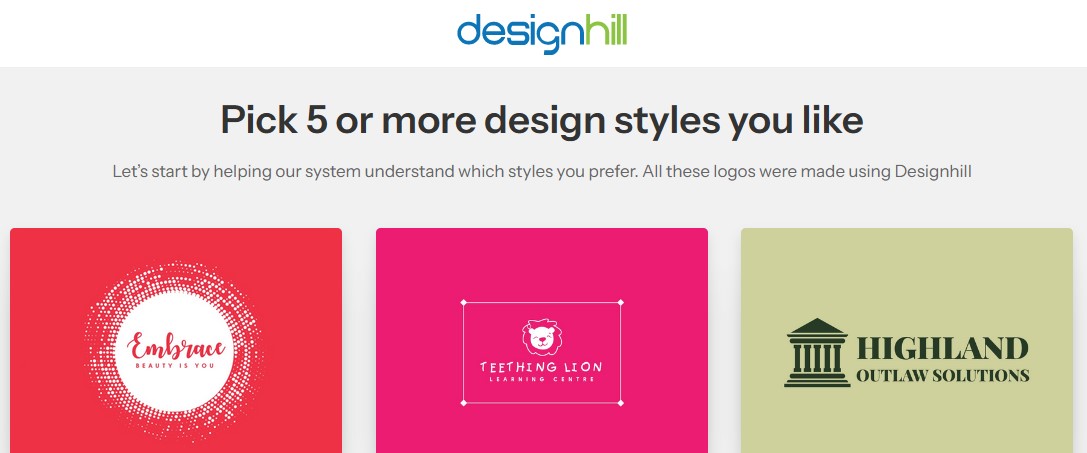 designhill
Pick 5 or more design styles you like
Let's start by helping our system understand which styles you prefer. All these logos were made using Designhill
Embrace
BEAUTY IS YOU
TEETHING LION
LEARNING CENTRE
HIGHLAND
OUTLAW SOLUTIONS